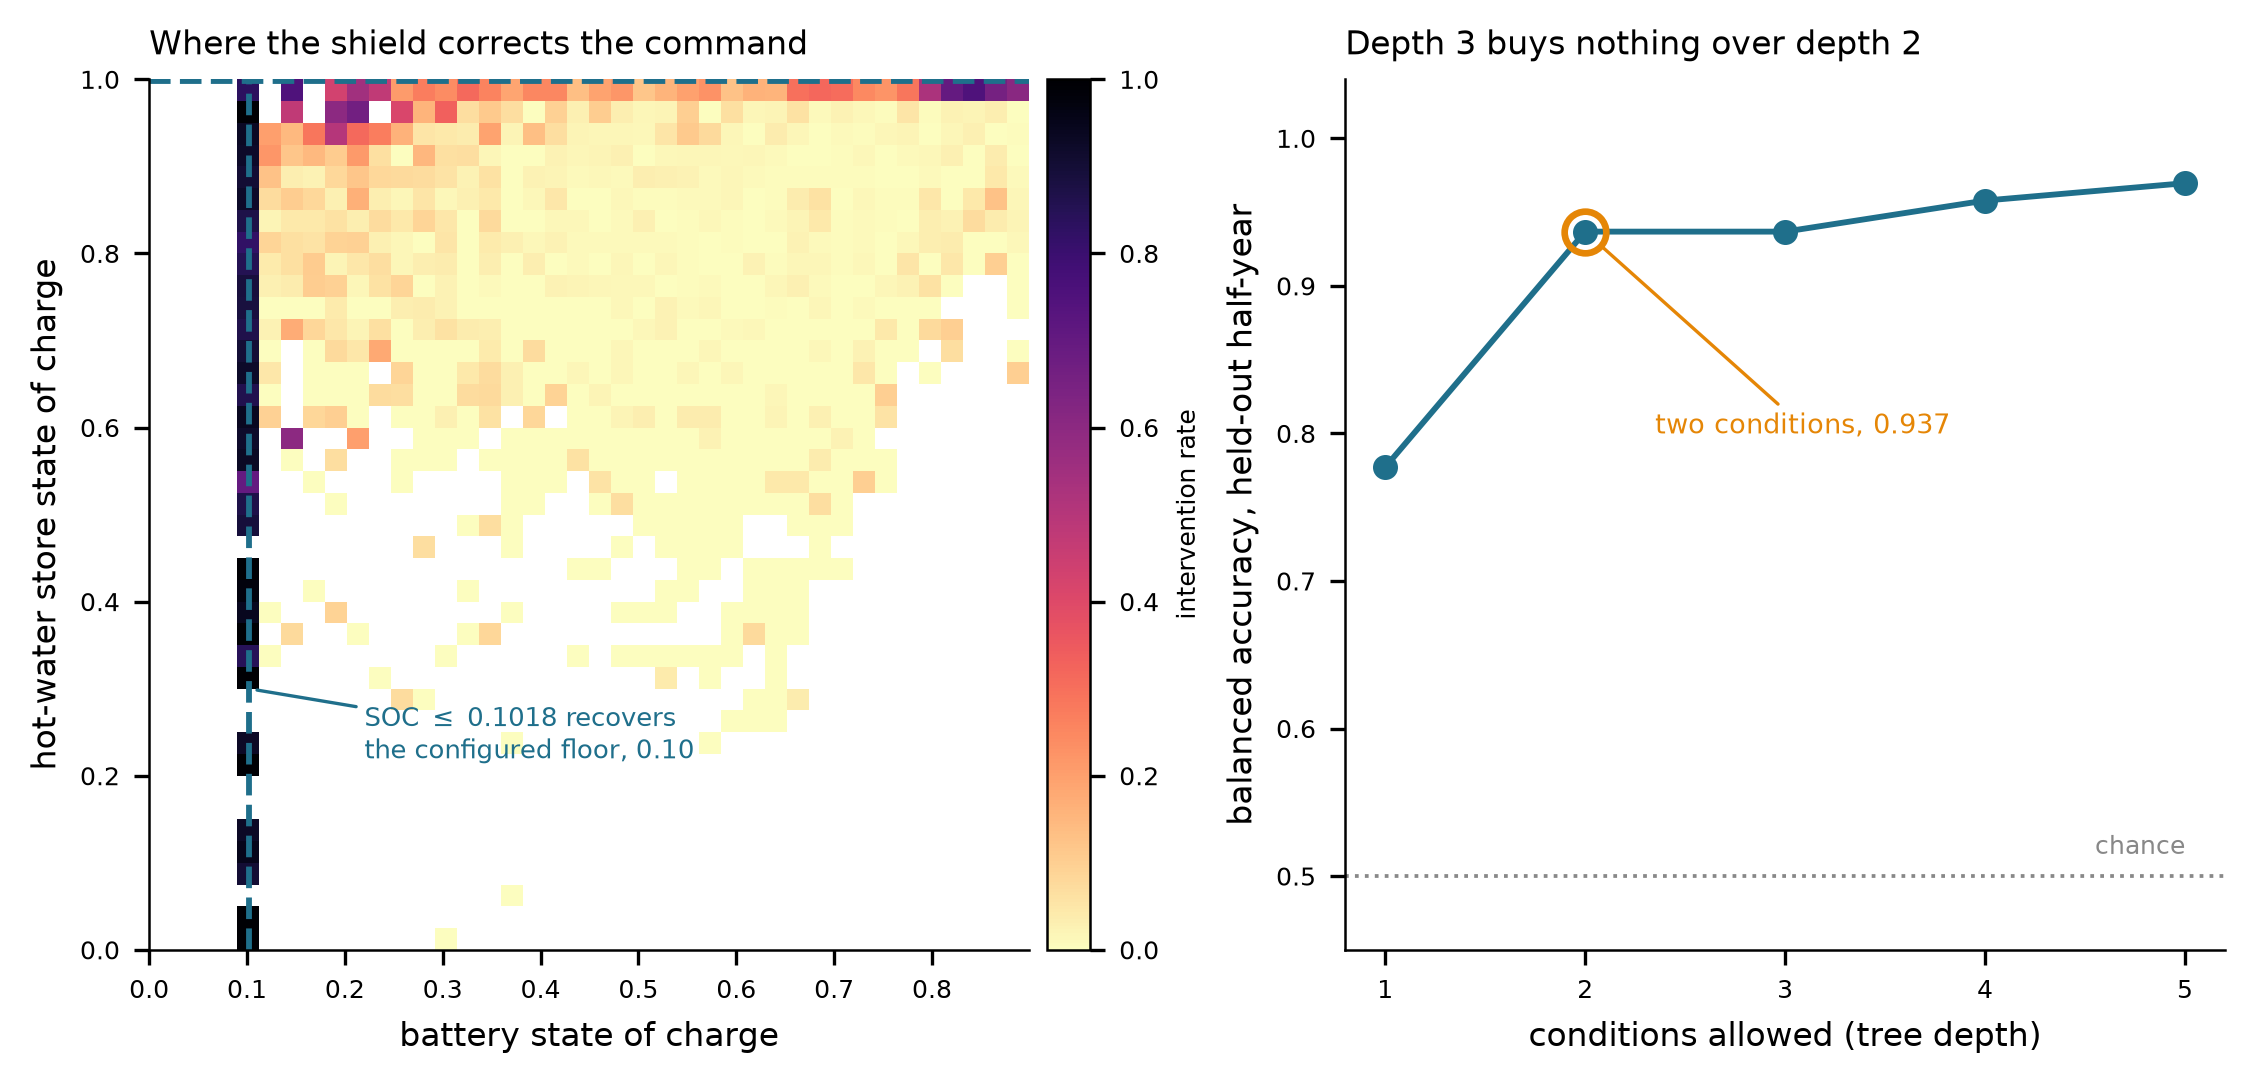 Where the shield corrects the command
hot-water store state of charge
1.0
0.8
0.6
0.4
0.2
0.0
0.0 0.1 0.2 0.3 0.4 0.5 0.6 0.7 0.8
battery state of charge
SOC ≤ 0.1018 recovers
the configured floor, 0.10
1.0
0.8
0.6
0.4
0.2
0.0
intervention rate
Depth 3 buys nothing over depth 2
balanced accuracy, held-out half-year
1.0
0.9
0.8
0.7
0.6
0.5
two conditions, 0.937
chance
1 2 3 4 5
conditions allowed (tree depth)